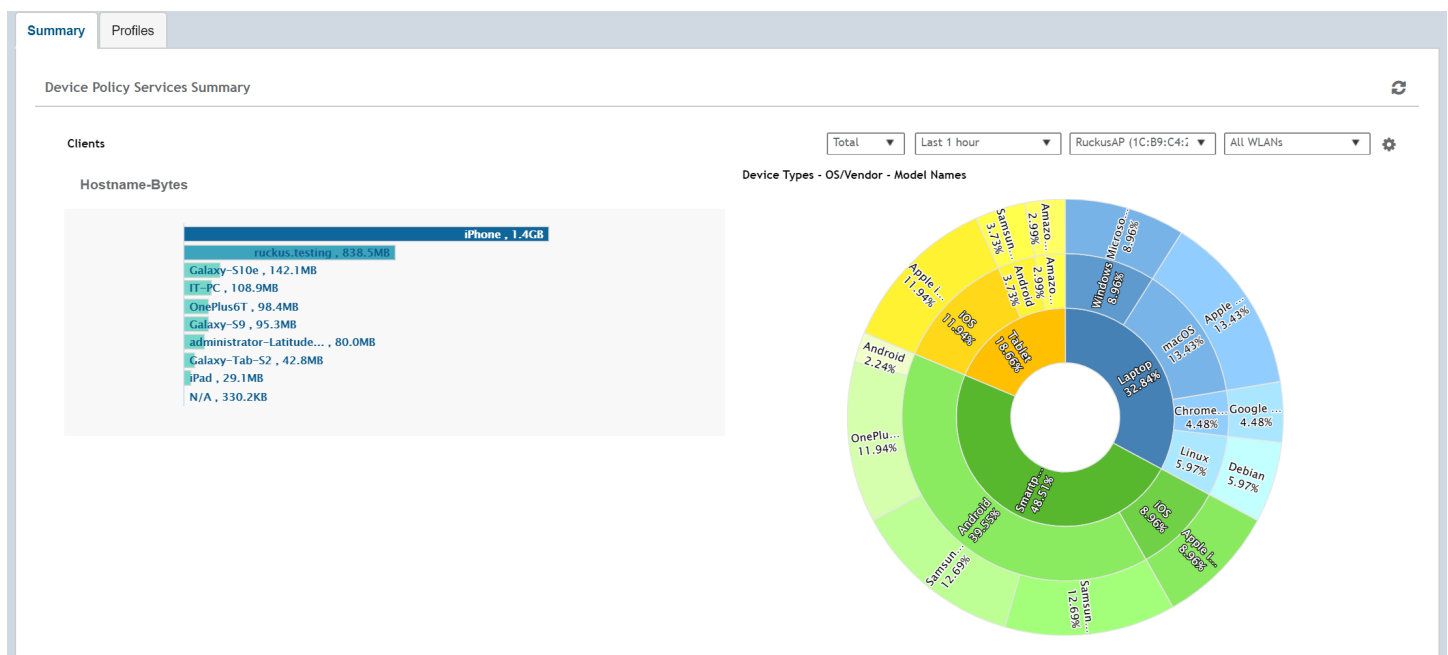 Summary
Profiles
Device Policy Services Summary
Clients
Total
Last 1 hour
RuckusAP (1C:B9:C4:2
All WLANs
Hostname-Bytes
iPhone , 1.4GB
ruckus.testing , 838.5MB
Galaxy-S10e , 142.1MB
IT-PC , 108.9MB
OnePlus6T , 98.4MB
Galaxy-S9 , 95.3MB
administrator-Latitude... , 80.0MB
Galaxy-Tab-S2 , 42.8MB
iPad , 29.1MB
N/A , 330.2KB
Device Types - OS/Vendor - Model Names
Laptop
32.84%
Windows
8.96%
Microso...
8.96%
macOS
13.43%
Apple ...
13.43%
Chrome...
4.48%
Google ...
4.48%
Linux
5.97%
Debian
5.97%
Smartp...
48.51%
iOS
8.96%
Apple i...
8.96%
Android
39.55%
Samsun...
12.69%
Samsun...
12.69%
OnePlu...
11.94%
Android
2.24%
Tablet
18.66%
iOS
11.94%
Apple i...
11.94%
Android
3.73%
Samsun...
3.73%
Amazo...
2.99%
Amazo...
2.99%